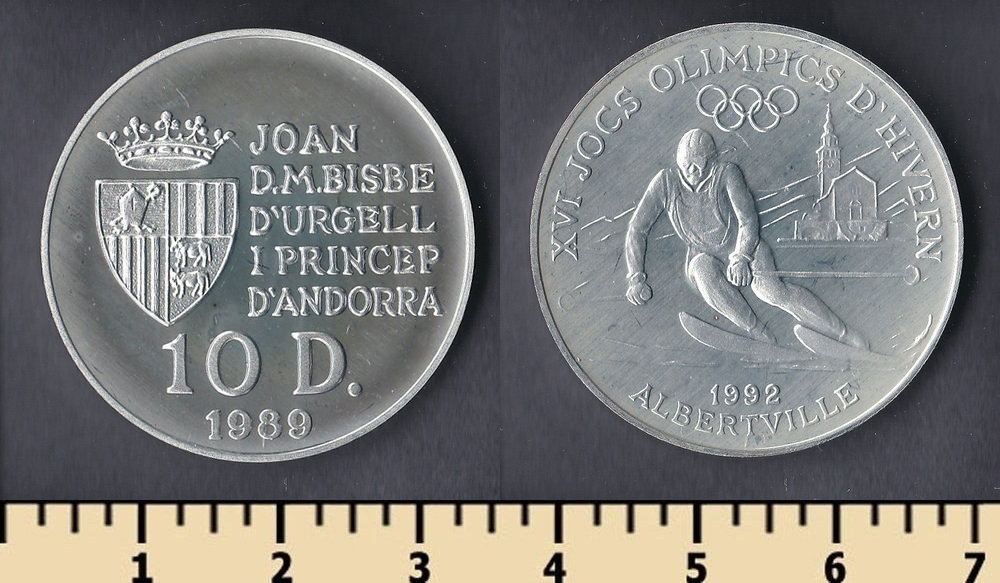 JOAN
D.M.BISBE
D'URGELL
I PRINCEP
D'ANDORRA
10 D.
1989
XVI JOCS OLIMPICS D'HIVERN
1992
ALBERTVILLE
1 2 3 4 5 6 7